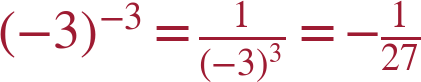 (−3)⁻³ = 1/(−3)³ = −1/27